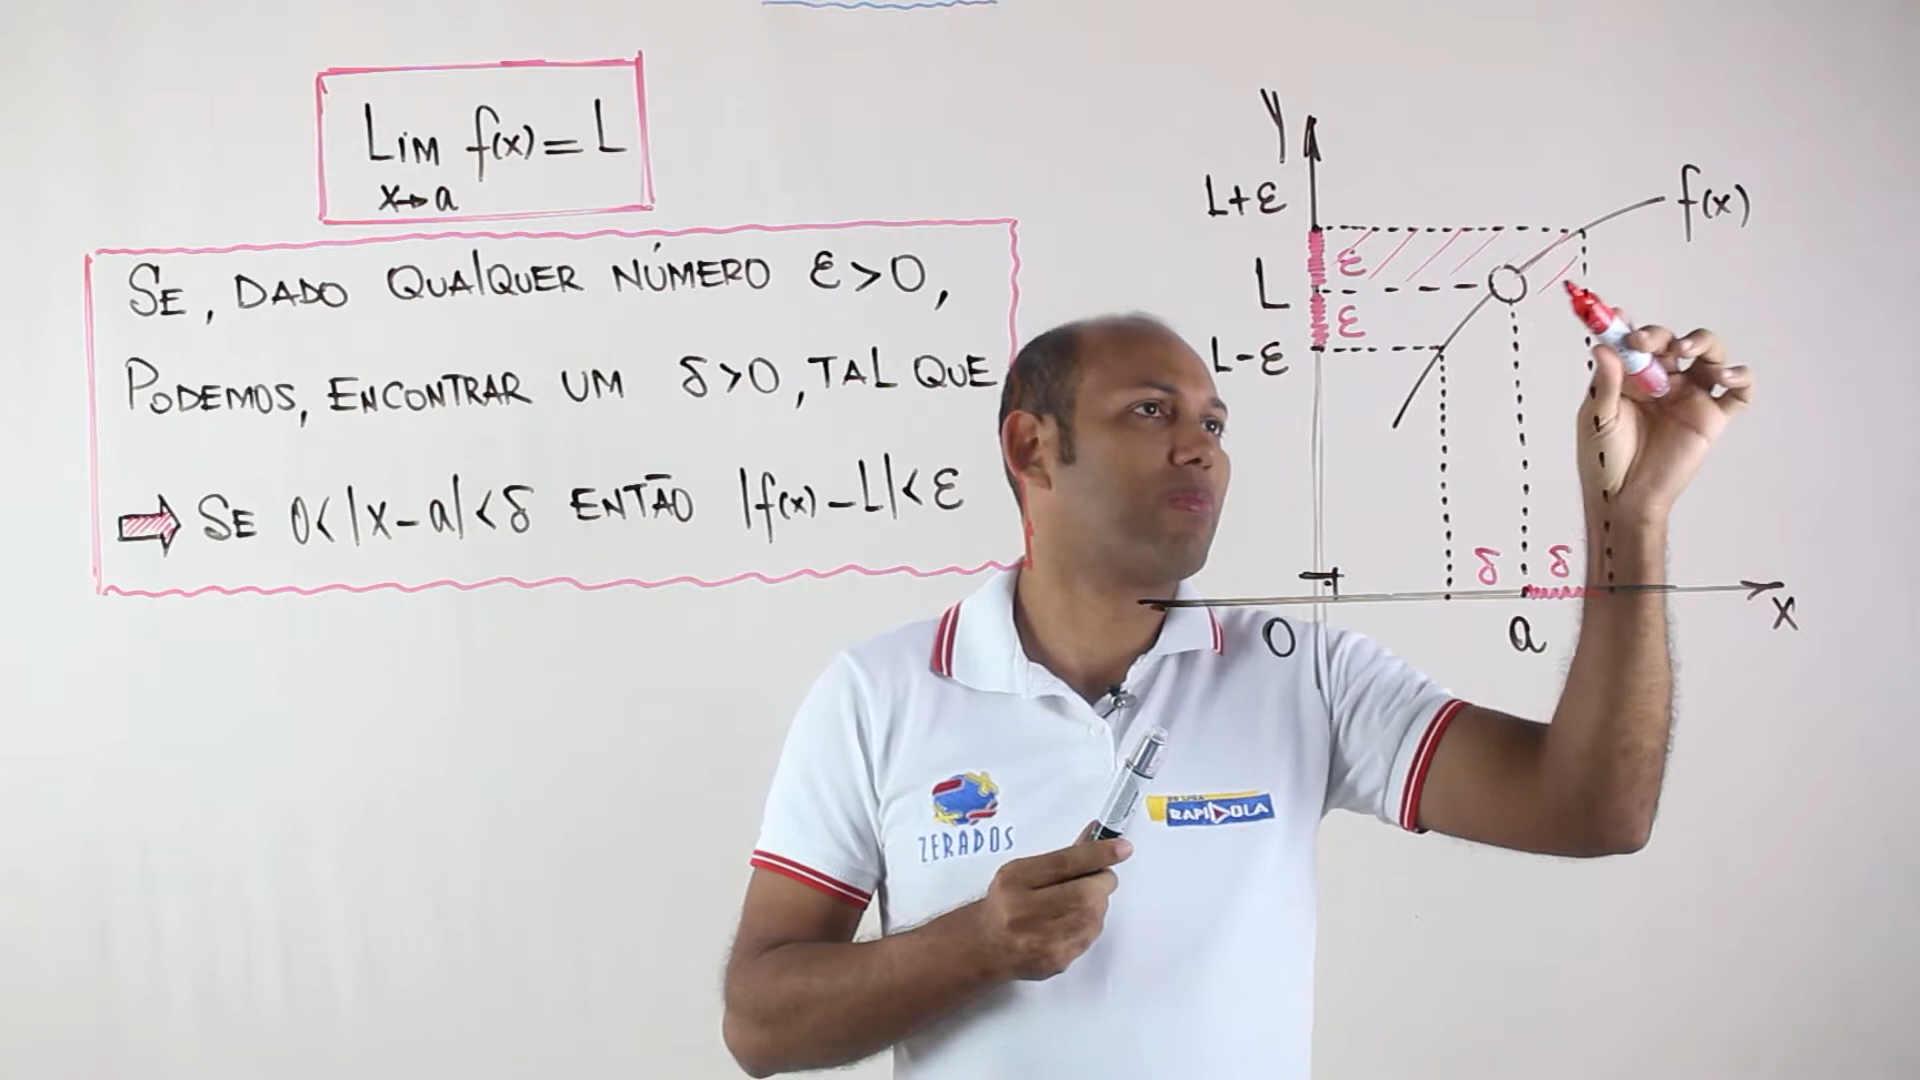 Lim f(x) = L
x→a
SE, DADO QUALQUER NÚMERO ε > 0,
PODEMOS, ENCONTRAR UM δ > 0, TAL QUE
⇒ SE 0 < |x - a| < δ ENTÃO |f(x) - L| < ε
Y
L+ε
f(x)
ε
L
ε
L-ε
δ δ
0
a
x
ZERADOS
RAPIDOLA